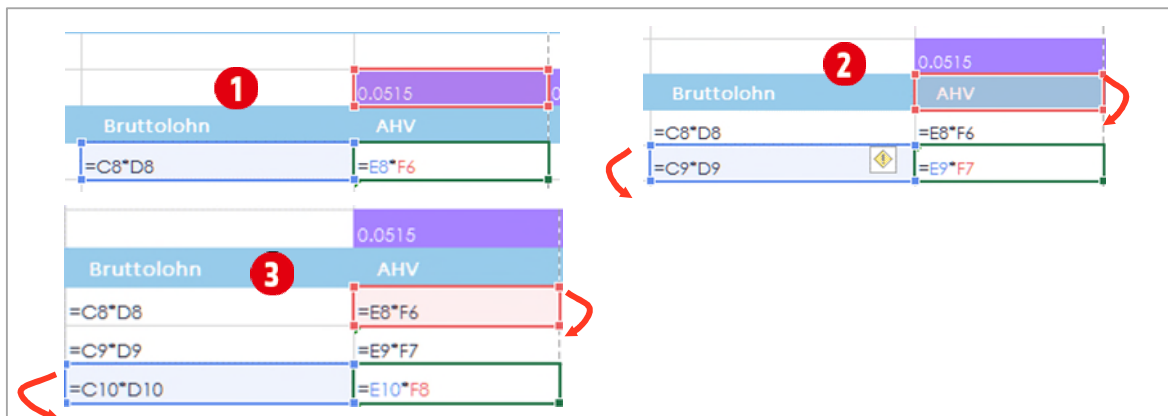 1
0.0515
Bruttolohn AHV
=C8*D8 =E8*F6
2
0.0515
Bruttolohn AHV
=C8*D8 =E8*F6
=C9*D9 =E9*F7
0.0515
Bruttolohn 3 AHV
=C8*D8 =E8*F6
=C9*D9 =E9*F7
=C10*D10 =E10*F8